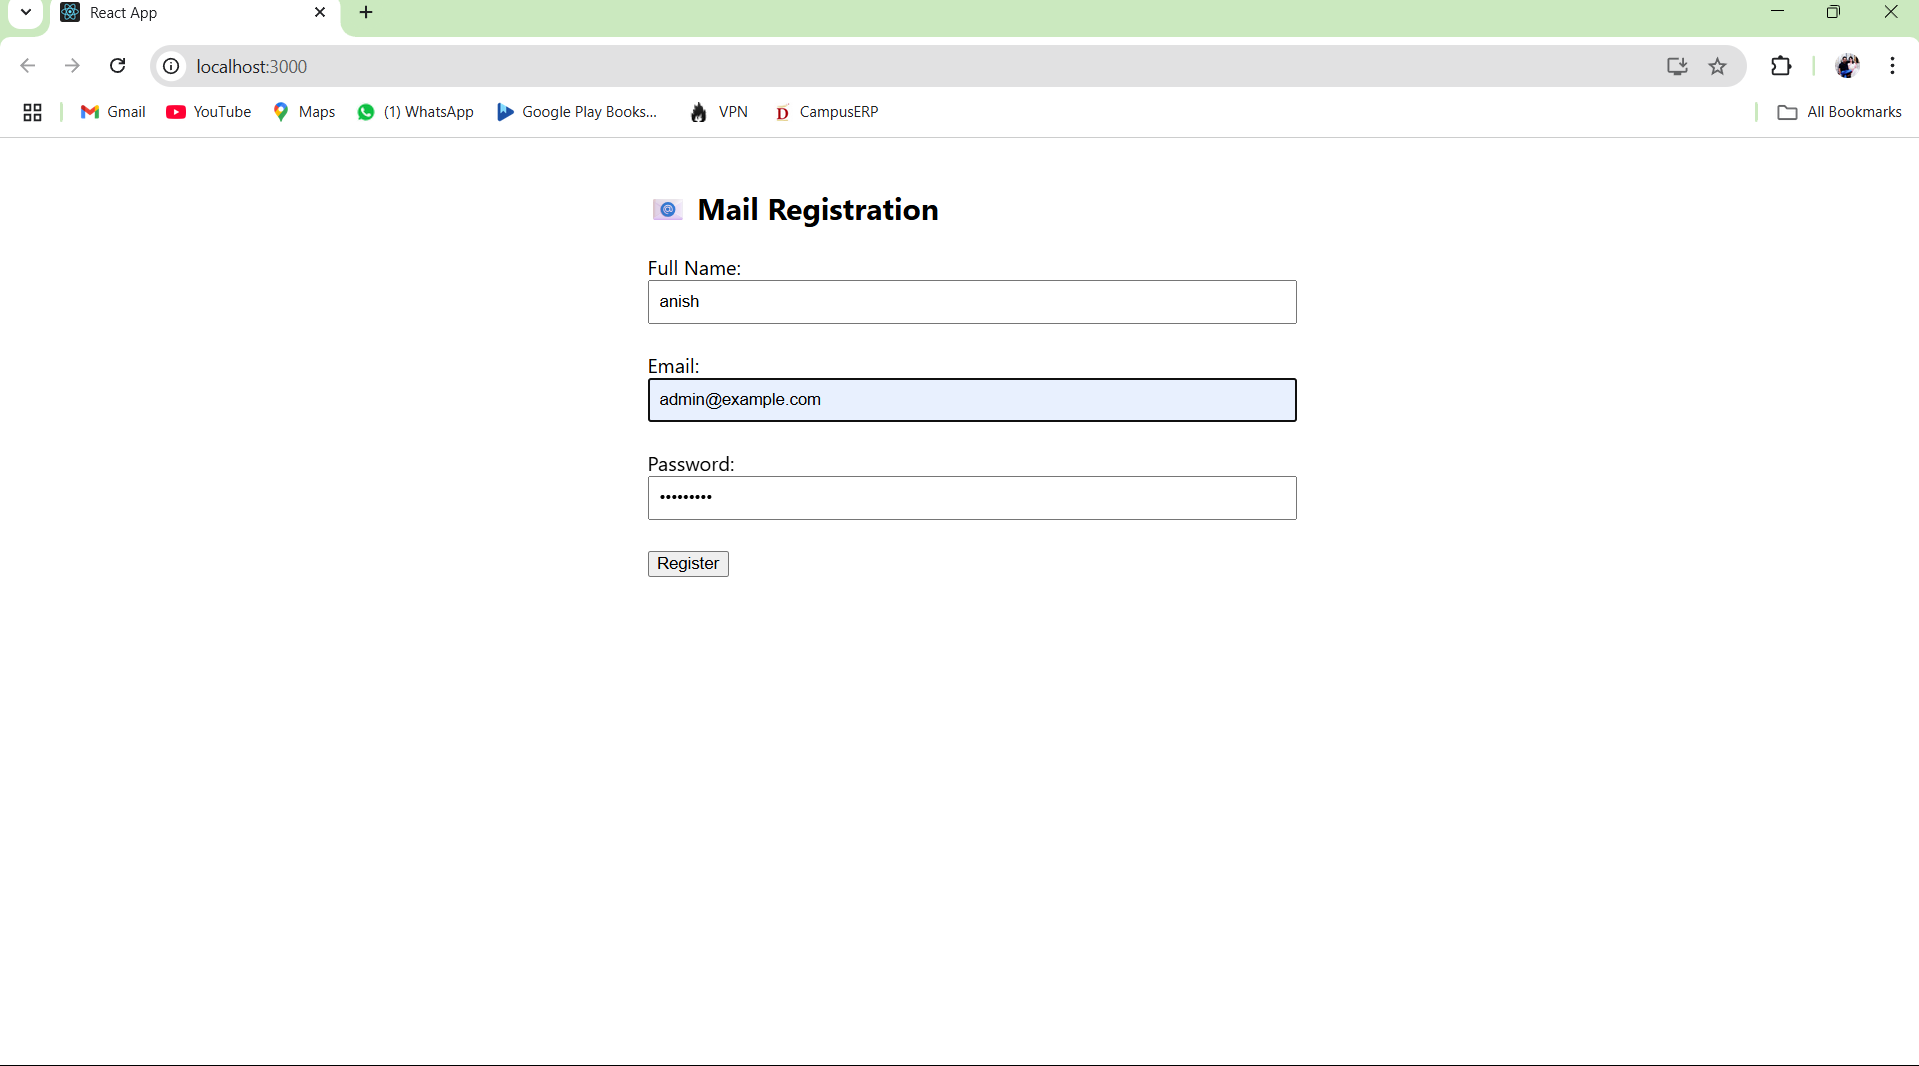 React App
localhost:3000
Gmail YouTube Maps (1) WhatsApp Google Play Books... VPN CampusERP All Bookmarks
Mail Registration
Full Name:
anish
Email:
admin@example.com
Password:
•••••••••
Register